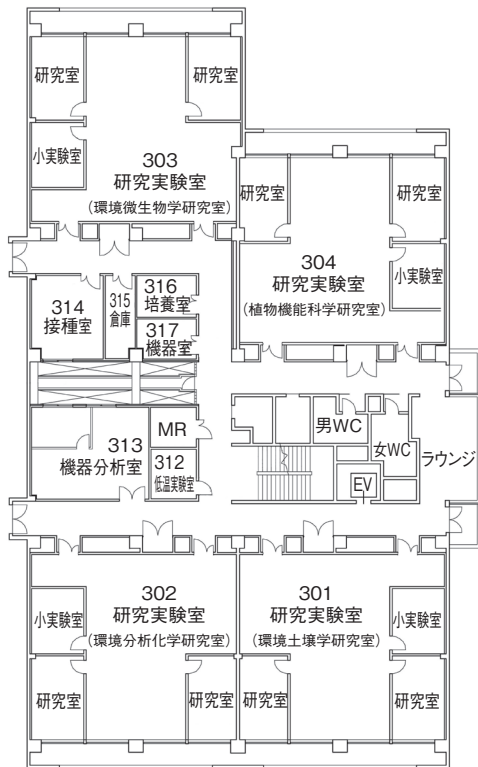 研究室
研究室
小実験室
303
研究実験室
(環境微生物学研究室)
研究室
研究室
304
研究実験室
(植物機能科学研究室)
小実験室
314
接種室
315
倉庫
316
培養室
317
機器室
313
機器分析室
MR
312
低温実験室
男WC
女WC
EV
ラウンジ
302
研究実験室
(環境分析化学研究室)
小実験室
研究室
研究室
301
研究実験室
(環境土壌学研究室)
小実験室
研究室
研究室